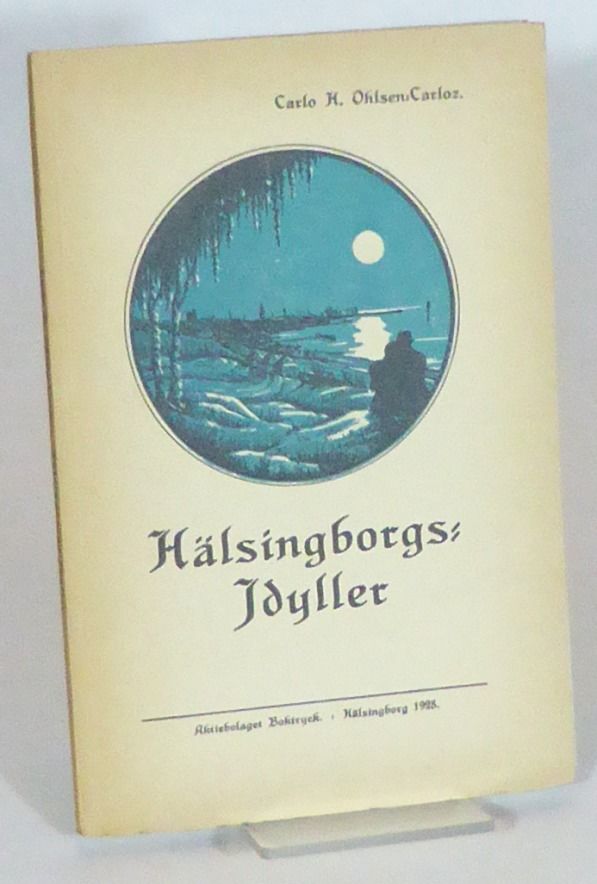 Carlo H. Ohlsen-Carloz.
Hälsingborgs-
Idyller
Aktiebolaget Boktryck. , Hälsingborg 1928.